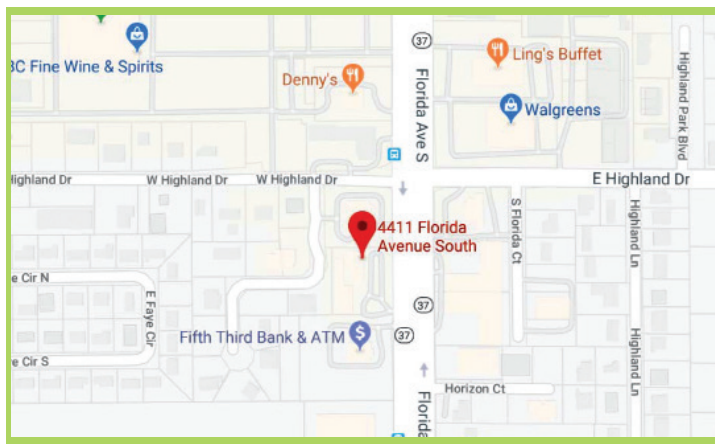 37
Ling's Buffet
3C Fine Wine & Spirits
Denny's
Florida Ave S
Walgreens
Highland Park Blvd
Highland Dr
W Highland Dr
W Highland Dr
E Highland Dr
4411 Florida
Avenue South
S Florida Ct
Highland Ln
e Cir N
E Faye Cir
37
Fifth Third Bank & ATM
$
37
e Cir S
Horizon Ct
Highland Ln
Florida